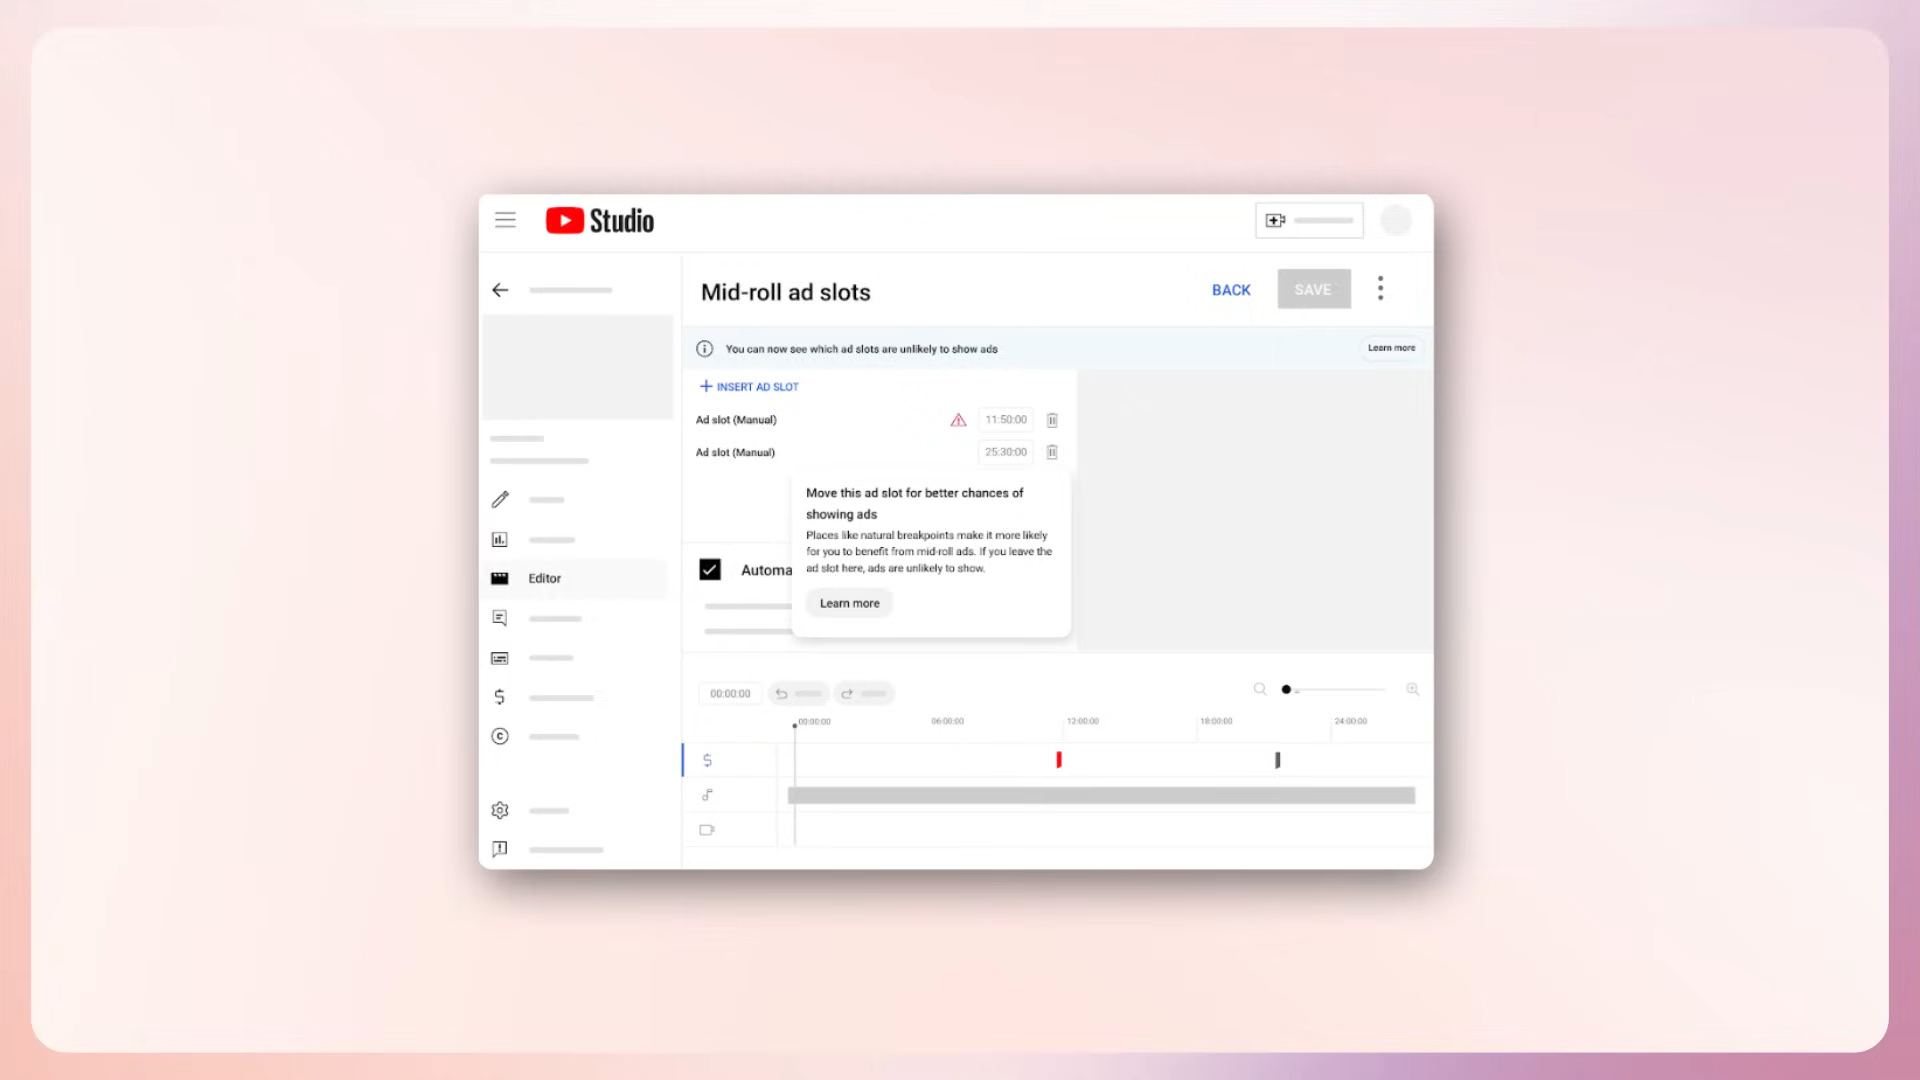 Studio
Mid-roll ad slots
BACK
SAVE
You can now see which ad slots are unlikely to show ads
Learn more
INSERT AD SLOT
Ad slot (Manual)
11:50:00
Ad slot (Manual)
25:30:00
Move this ad slot for better chances of
showing ads
Places like natural breakpoints make it more likely
for you to benefit from mid-roll ads. If you leave the
ad slot here, ads are unlikely to show.
Learn more
Automa
Editor
00:00:00
00:00:00
06:00:00
12:00:00
18:00:00
24:00:00